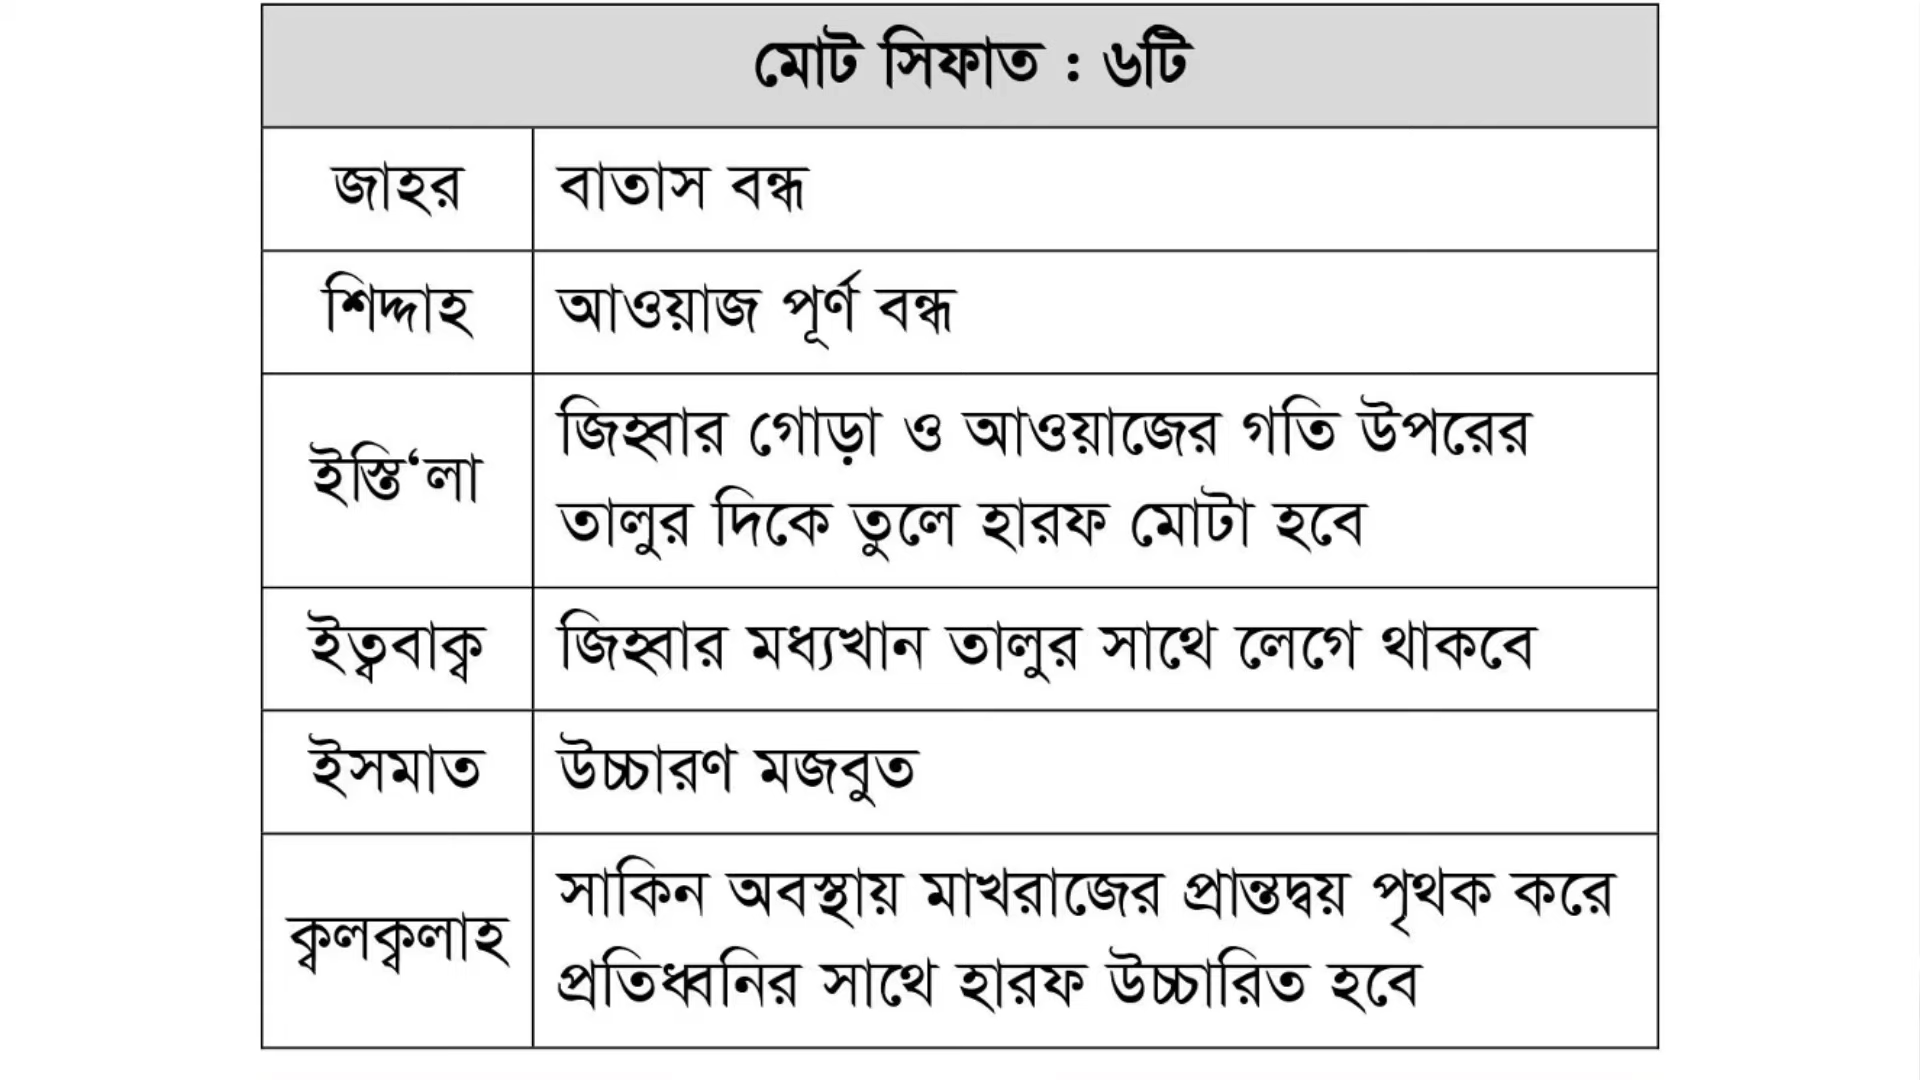 মোট সিফাত : ৬টি
জাহর
বাতাস বন্ধ
শিদ্দাহ
আওয়াজ পূর্ণ বন্ধ
ইস্তি‘লা
জিহ্বার গোড়া ও আওয়াজের গতি উপরের
তালুর দিকে তুলে হারফ মোটা হবে
ইত্ববাক্ব
জিহ্বার মধ্যখান তালুর সাথে লেগে থাকবে
ইসমাত
উচ্চারণ মজবুত
ক্বলক্বলাহ
সাকিন অবস্থায় মাখরাজের প্রান্তদ্বয় পৃথক করে
প্রতিধ্বনির সাথে হারফ উচ্চারিত হবে